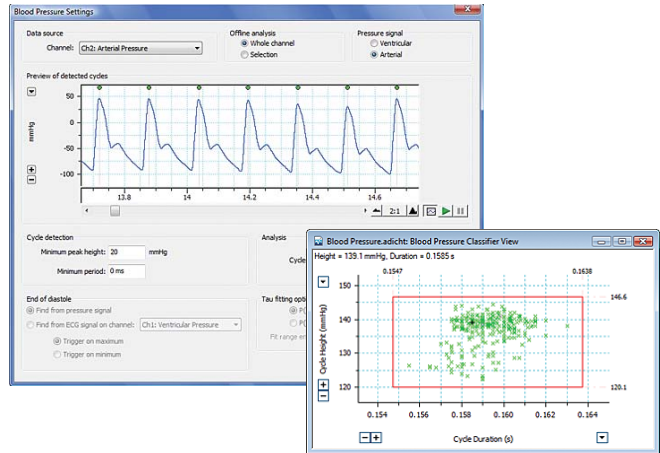 Blood Pressure Settings
Data source
Channel: Ch2: Arterial Pressure
Offline analysis
Whole channel
Selection
Pressure signal
Ventricular
Arterial
Preview of detected cycles
mmHg
50
0
-50
-100
13.8 14 14.2 14.4 14.6
2:1
Cycle detection
Minimum peak height: 20 mmHg
Minimum period: 0 ms
Analysis
Cycle
End of diastole
Find from pressure signal
Find from ECG signal on channel: Ch1: Ventricular Pressure
Trigger on maximum
Trigger on minimum
Tau fitting opti
P(
P(
Fit range en
Blood Pressure.adicht: Blood Pressure Classifier View
Height = 139.1 mmHg, Duration = 0.1585 s
0.1547 0.1638
Cycle Height (mmHg)
150
140
130
120
146.6
120.1
0.154 0.156 0.158 0.160 0.162 0.164
Cycle Duration (s)